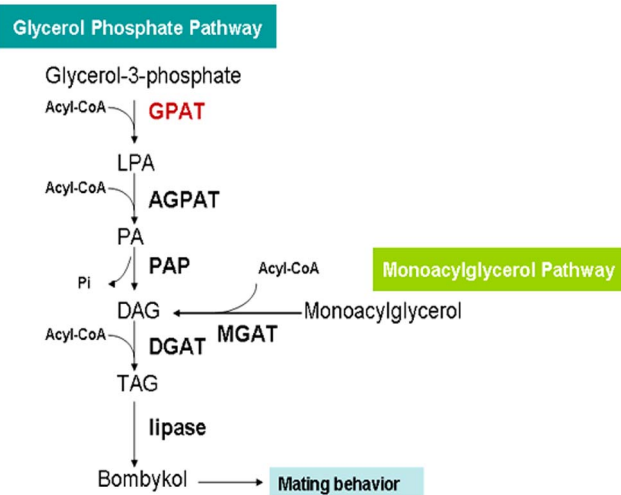 Glycerol Phosphate Pathway
Glycerol-3-phosphate
Acyl-CoA
GPAT
LPA
Acyl-CoA
AGPAT
PA
PAP
Pi
Acyl-CoA
Monoacylglycerol Pathway
DAG
Monoacylglycerol
MGAT
Acyl-CoA
DGAT
TAG
lipase
Bombykol
Mating behavior